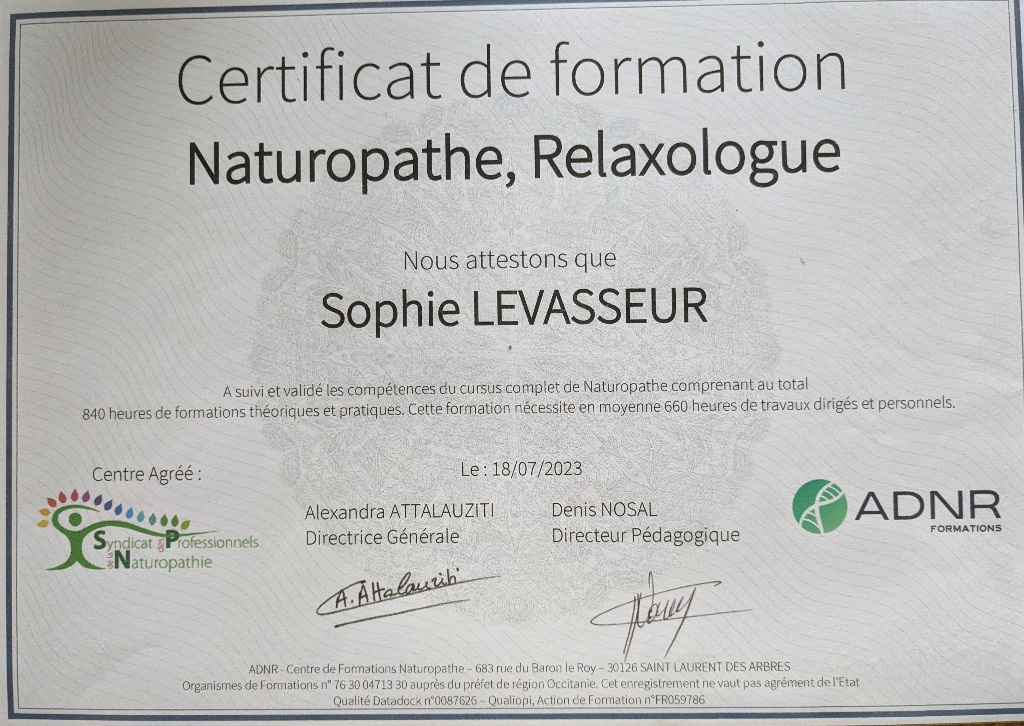 Certificat de formation
Naturopathe, Relaxologue
Nous attestons que
Sophie LEVASSEUR
A suivi et validé les compétences du cursus complet de Naturopathe comprenant au total
840 heures de formations théoriques et pratiques. Cette formation nécessite en moyenne 660 heures de travaux dirigés et personnels.
Centre Agréé :
Syndicat des Professionnels
de la Naturopathie
Le : 18/07/2023
Alexandra ATTALAUZITI
Directrice Générale
A. Attalauziti
Denis NOSAL
Directeur Pédagogique
ADNR
FORMATIONS
ADNR - Centre de Formations Naturopathe – 683 rue du Baron le Roy – 30126 SAINT LAURENT DES ARBRES
Organismes de Formations n° 76 30 04713 30 auprès du préfet de région Occitanie. Cet enregistrement ne vaut pas agrément de l'Etat
Qualité Datadock n°0087626 – Qualiopi, Action de Formation n°FR059786